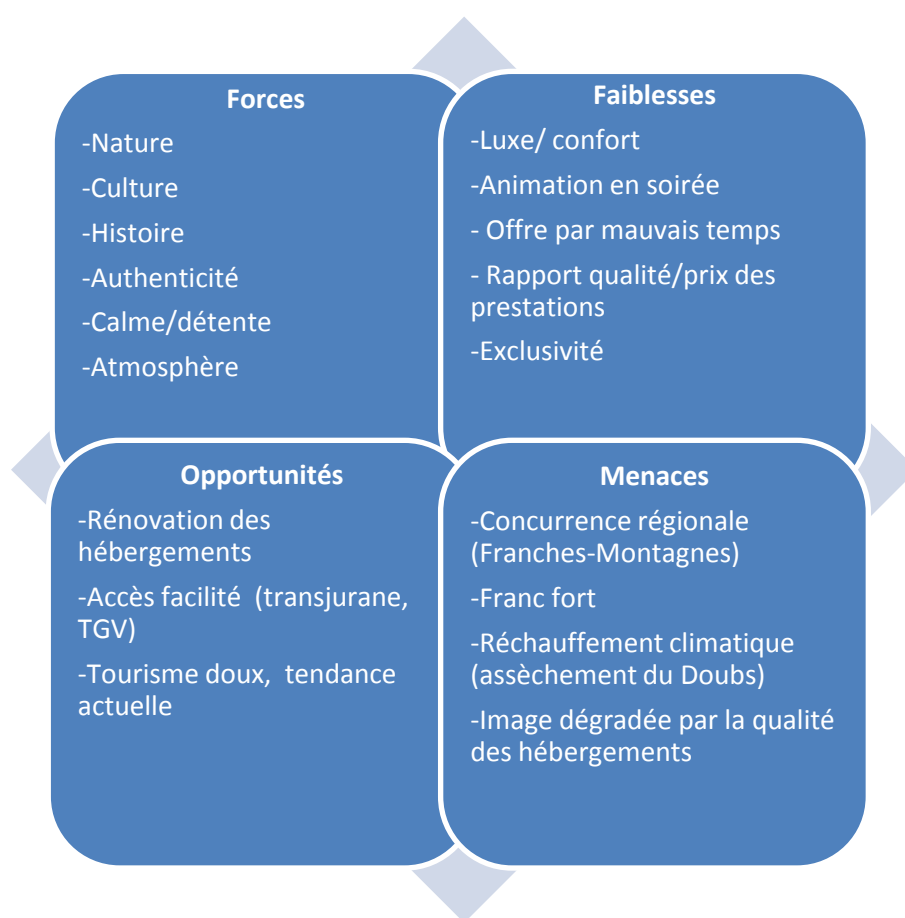 Forces
-Nature
-Culture
-Histoire
-Authenticité
-Calme/détente
-Atmosphère
Faiblesses
-Luxe/ confort
-Animation en soirée
- Offre par mauvais temps
- Rapport qualité/prix des
prestations
-Exclusivité
Opportunités
-Rénovation des
hébergements
-Accès facilité  (transjurane,
TGV)
-Tourisme doux,  tendance
actuelle
Menaces
-Concurrence régionale
(Franches-Montagnes)
-Franc fort
-Réchauffement climatique
(assèchement du Doubs)
-Image dégradée par la qualité
des hébergements